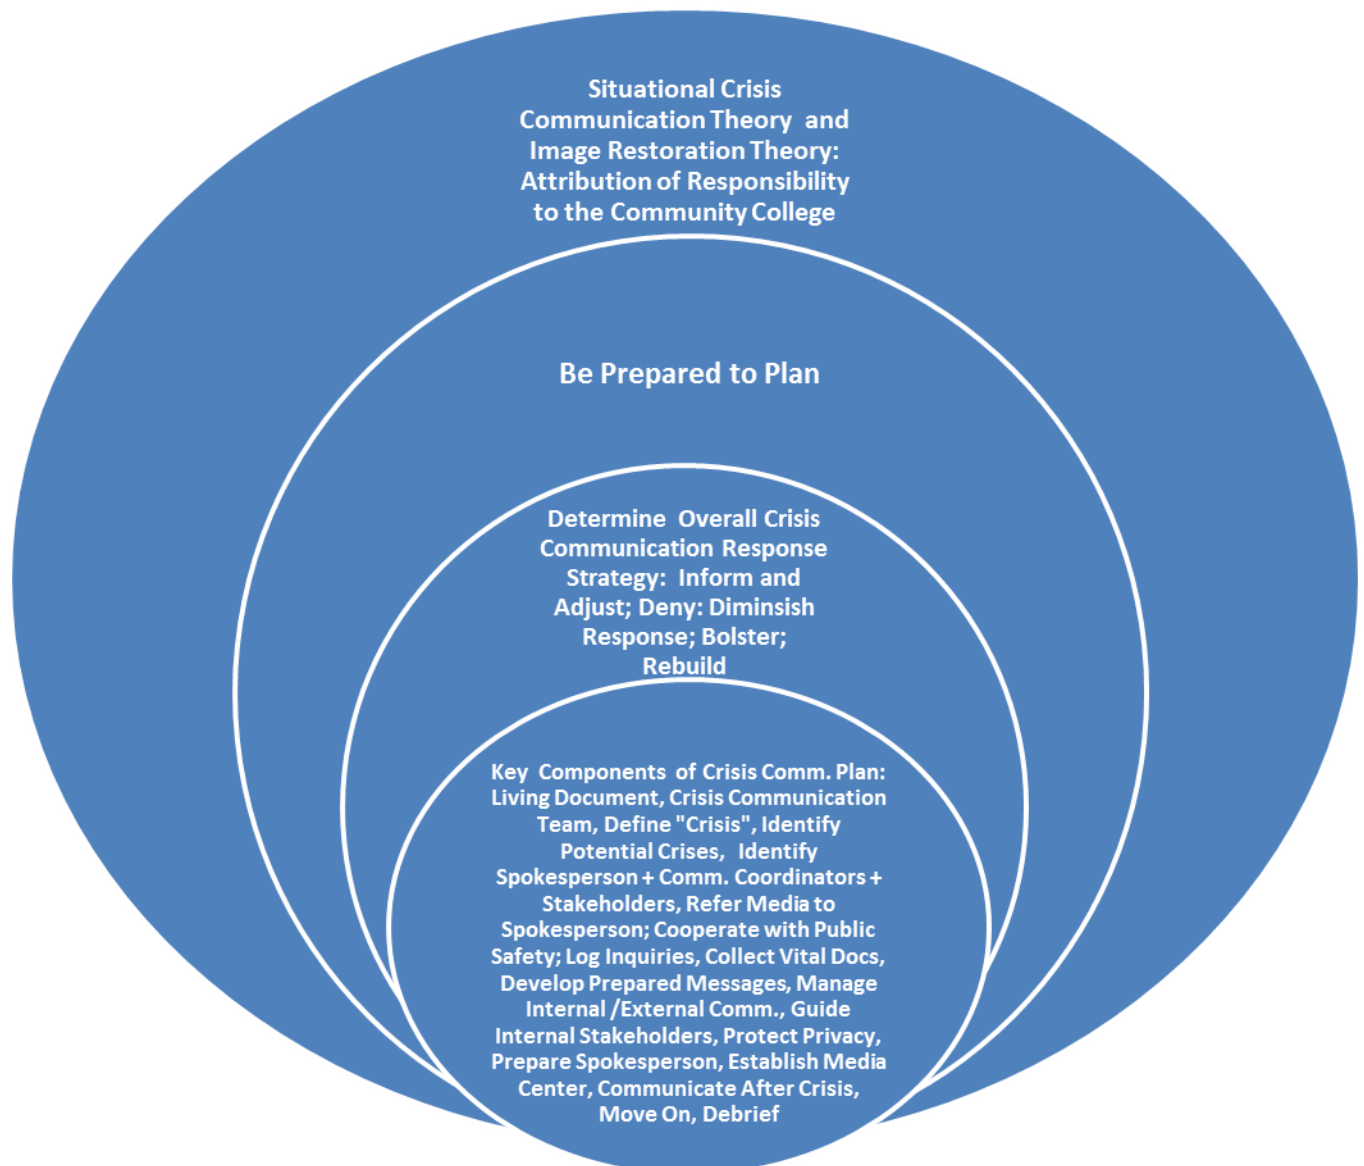 Situational Crisis
Communication Theory and
Image Restoration Theory:
Attribution of Responsibility
to the Community College
Be Prepared to Plan
Determine Overall Crisis
Communication Response
Strategy: Inform and
Adjust; Deny: Diminsish
Response; Bolster;
Rebuild
Key Components of Crisis Comm. Plan:
Living Document, Crisis Communication
Team, Define "Crisis", Identify
Potential Crises, Identify
Spokesperson + Comm. Coordinators +
Stakeholders, Refer Media to
Spokesperson; Cooperate with Public
Safety; Log Inquiries, Collect Vital Docs,
Develop Prepared Messages, Manage
Internal /External Comm., Guide
Internal Stakeholders, Protect Privacy,
Prepare Spokesperson, Establish Media
Center, Communicate After Crisis,
Move On, Debrief